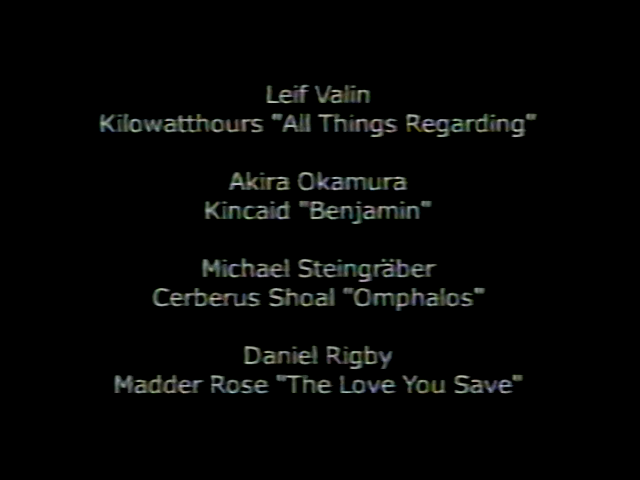 Leif Valin
Kilowatthours "All Things Regarding"
Akira Okamura
Kincaid "Benjamin"
Michael Steingräber
Cerberus Shoal "Omphalos"
Daniel Rigby
Madder Rose "The Love You Save"